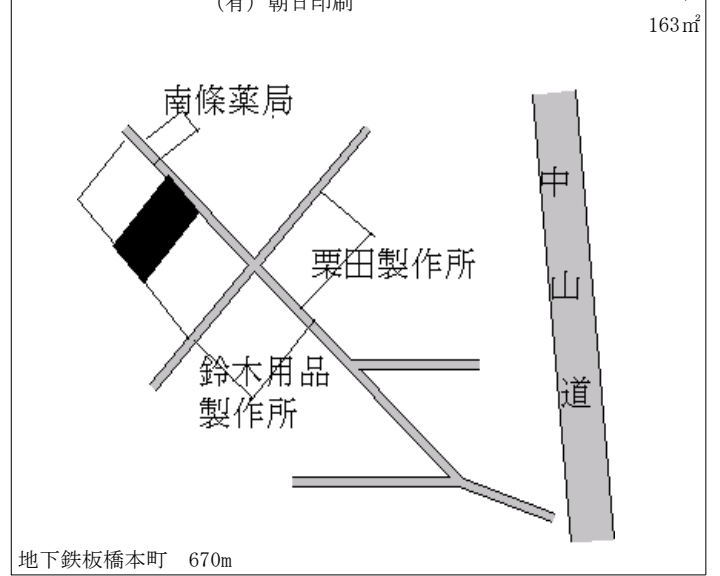 (有) 朝日印刷
163㎡
南條薬局
中
山
道
栗田製作所
鈴木用品
製作所
地下鉄板橋本町　670m